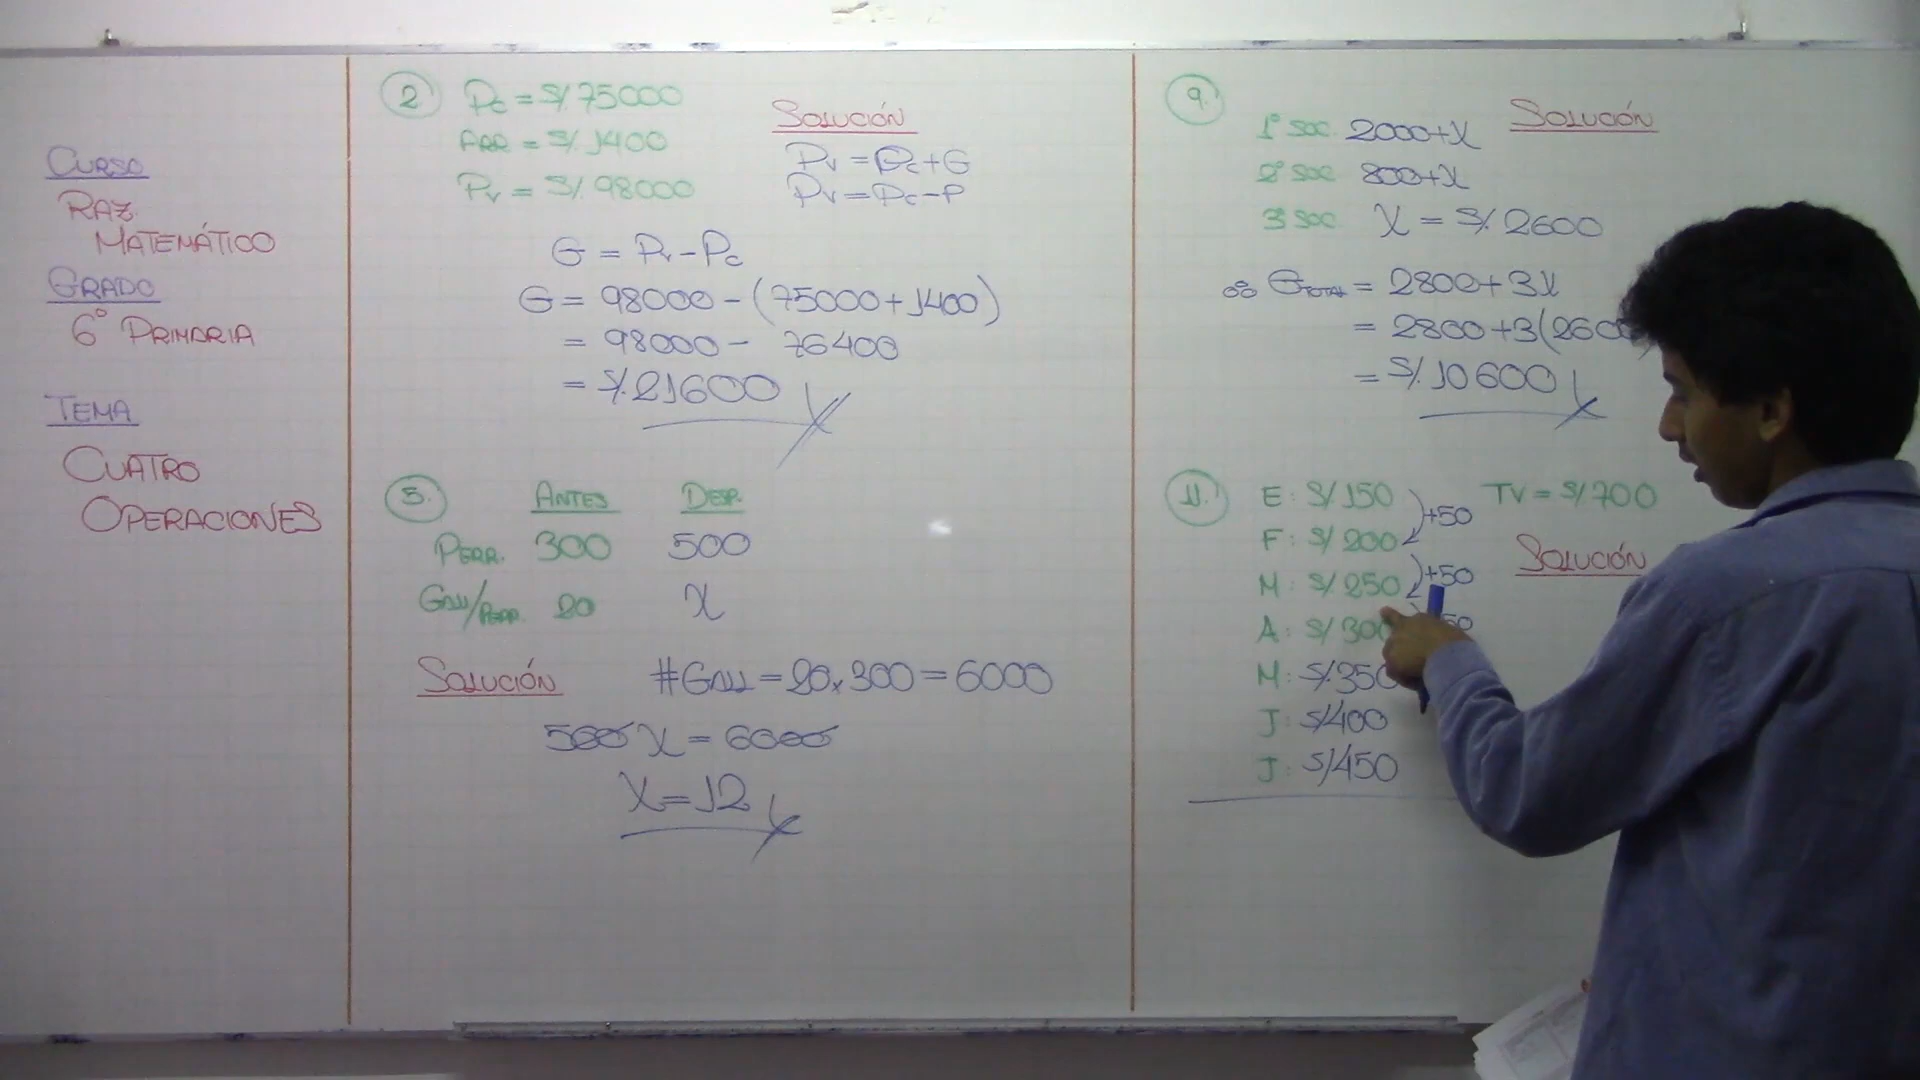 CURSO
RAZ.
MATEMÁTICO
GRADO
6° PRIMARIA
TEMA
CUATRO
OPERACIONES
2
Pc = S/.75000
ARR = S/.1400
Pv = S/.98000
SOLUCIÓN
Pv = Pc+G
Pv = Pc-P
G = Pv-Pc
G = 98000-(75000+1400)
= 98000- 76400
= S/.21600
5.
ANTES DESP.
PERR. 300 500
GALL/PERR. 20 X
SOLUCIÓN #GALL = 20x300 = 6000
500X = 6000
X=12
9.
SOLUCIÓN
1° SOC. 2000+X
2° SOC. 800+X
3° SOC. X = S/.2600
∴ GTOTAL = 2800+3X
= 2800+3(2600
= S/.10600
11.
TV = S/700
SOLUCIÓN
E: S/150
+50
F: S/200
+50
M: S/.250
50
A: S/300
M: S/.350
J: S/400
J: S/450